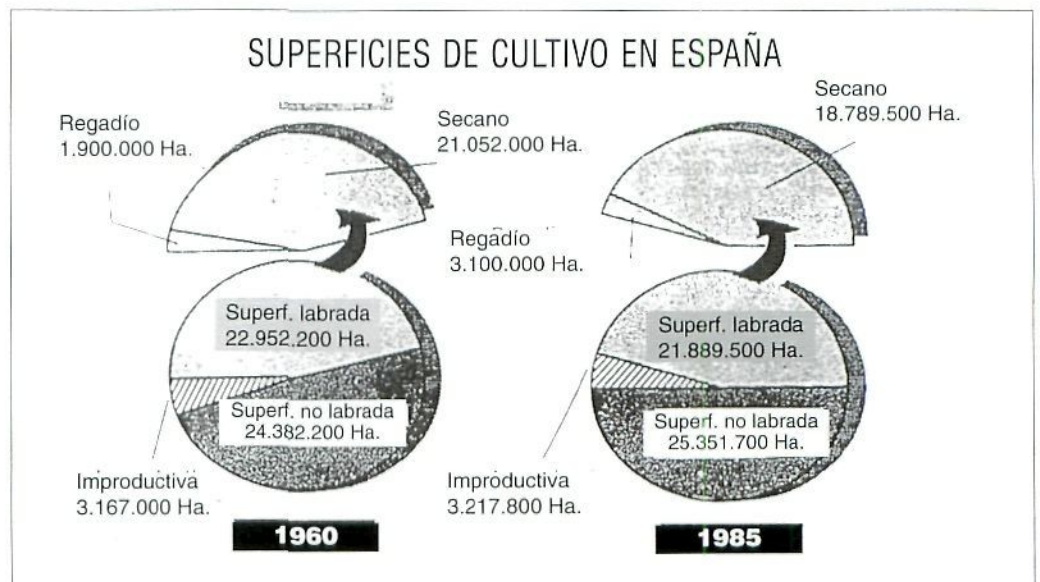 SUPERFICIES DE CULTIVO EN ESPAÑA
Regadío
1.900.000 Ha.
Secano
21.052.000 Ha.
Superf. labrada
22.952.200 Ha.
Superf. no labrada
24.382.200 Ha.
Improductiva
3.167.000 Ha.
1960
Secano
18.789.500 Ha.
Regadío
3.100.000 Ha.
Superf. labrada
21.889.500 Ha.
Superf. no labrada
25.351.700 Ha.
Improductiva
3.217.800 Ha.
1985